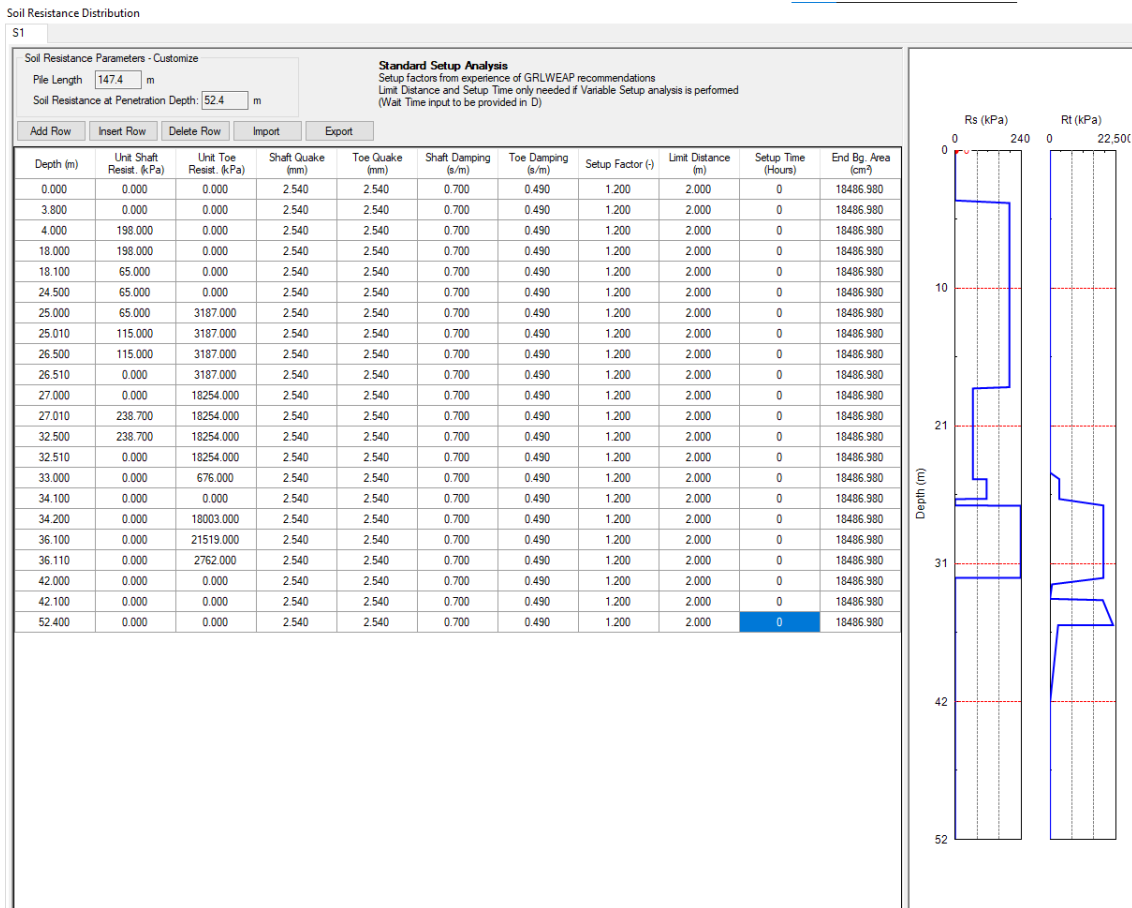 Soil Resistance Distribution
S1
Soil Resistance Parameters - Customize
Pile Length 147.4 m
Soil Resistance at Penetration Depth: 52.4 m
Standard Setup Analysis
Setup factors from experience of GRLWEAP recommendations
Limit Distance and Setup Time only needed if Variable Setup analysis is performed
(Wait Time input to be provided in D)
Add Row Insert Row Delete Row Import Export
Depth (m) Unit Shaft Resist. (kPa) Unit Toe Resist. (kPa) Shaft Quake (mm) Toe Quake (mm) Shaft Damping (s/m) Toe Damping (s/m) Setup Factor (-) Limit Distance (m) Setup Time (Hours) End Bg. Area (cm²)
0.000 0.000 0.000 2.540 2.540 0.700 0.490 1.200 2.000 0 18486.980
3.800 0.000 0.000 2.540 2.540 0.700 0.490 1.200 2.000 0 18486.980
4.000 198.000 0.000 2.540 2.540 0.700 0.490 1.200 2.000 0 18486.980
18.000 198.000 0.000 2.540 2.540 0.700 0.490 1.200 2.000 0 18486.980
18.100 65.000 0.000 2.540 2.540 0.700 0.490 1.200 2.000 0 18486.980
24.500 65.000 0.000 2.540 2.540 0.700 0.490 1.200 2.000 0 18486.980
25.000 65.000 3187.000 2.540 2.540 0.700 0.490 1.200 2.000 0 18486.980
25.010 115.000 3187.000 2.540 2.540 0.700 0.490 1.200 2.000 0 18486.980
26.500 115.000 3187.000 2.540 2.540 0.700 0.490 1.200 2.000 0 18486.980
26.510 0.000 3187.000 2.540 2.540 0.700 0.490 1.200 2.000 0 18486.980
27.000 0.000 18254.000 2.540 2.540 0.700 0.490 1.200 2.000 0 18486.980
27.010 238.700 18254.000 2.540 2.540 0.700 0.490 1.200 2.000 0 18486.980
32.500 238.700 18254.000 2.540 2.540 0.700 0.490 1.200 2.000 0 18486.980
32.510 0.000 18254.000 2.540 2.540 0.700 0.490 1.200 2.000 0 18486.980
33.000 0.000 676.000 2.540 2.540 0.700 0.490 1.200 2.000 0 18486.980
34.100 0.000 0.000 2.540 2.540 0.700 0.490 1.200 2.000 0 18486.980
34.200 0.000 18003.000 2.540 2.540 0.700 0.490 1.200 2.000 0 18486.980
36.100 0.000 21519.000 2.540 2.540 0.700 0.490 1.200 2.000 0 18486.980
36.110 0.000 2762.000 2.540 2.540 0.700 0.490 1.200 2.000 0 18486.980
42.000 0.000 0.000 2.540 2.540 0.700 0.490 1.200 2.000 0 18486.980
42.100 0.000 0.000 2.540 2.540 0.700 0.490 1.200 2.000 0 18486.980
52.400 0.000 0.000 2.540 2.540 0.700 0.490 1.200 2.000 0 18486.980
Rs (kPa) Rt (kPa)
0 240 0 22,500
0
10
21
Depth (m)
31
42
52